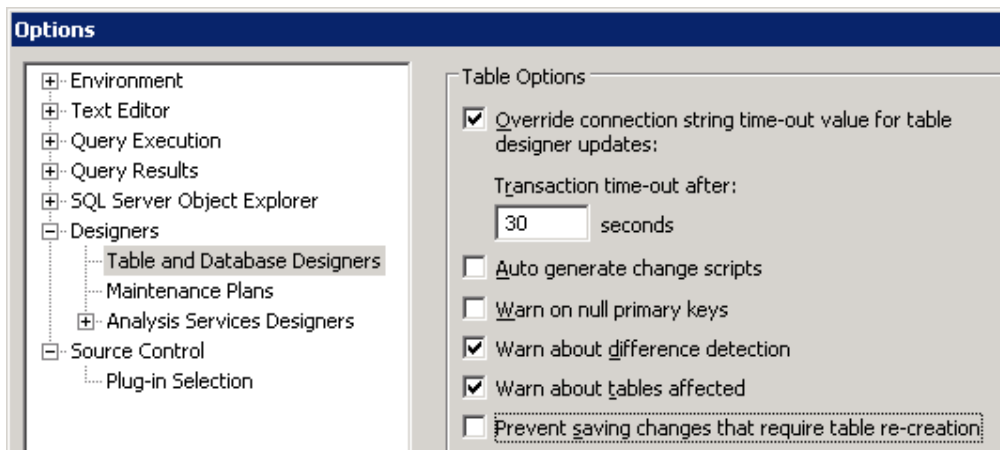 Options
Environment
Text Editor
Query Execution
Query Results
SQL Server Object Explorer
Designers
Table and Database Designers
Maintenance Plans
Analysis Services Designers
Source Control
Plug-in Selection
Table Options
Override connection string time-out value for table
designer updates:
Transaction time-out after:
30 seconds
Auto generate change scripts
Warn on null primary keys
Warn about difference detection
Warn about tables affected
Prevent saving changes that require table re-creation